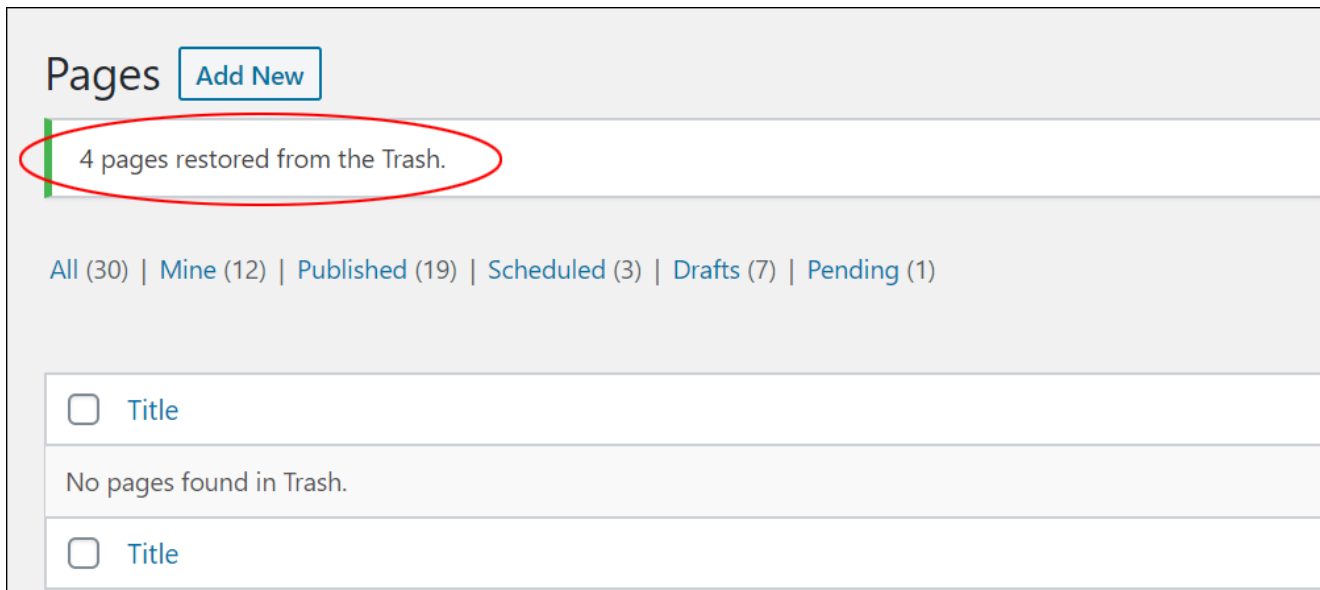 Pages Add New
4 pages restored from the Trash.
All (30) | Mine (12) | Published (19) | Scheduled (3) | Drafts (7) | Pending (1)
Title
No pages found in Trash.
Title